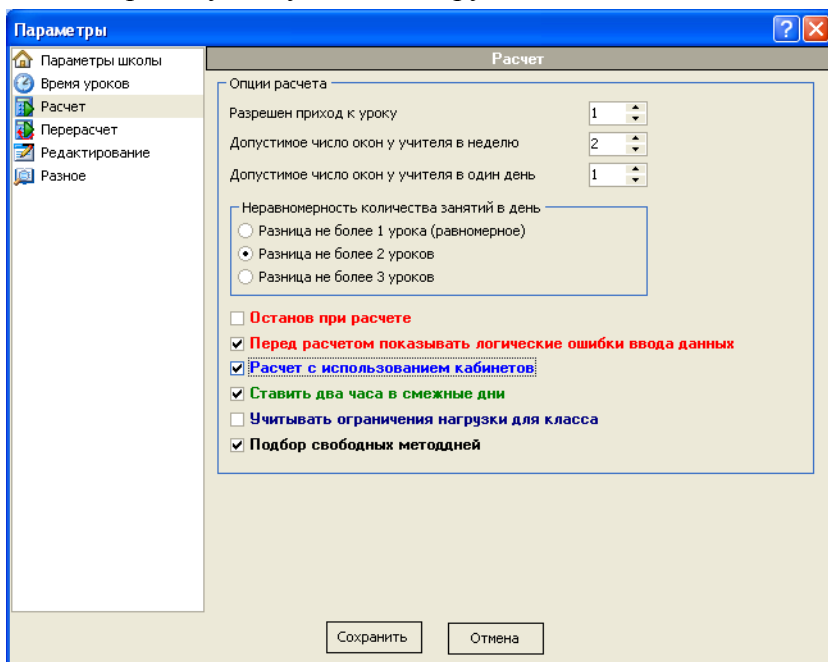 Параметры
Параметры школы
Время уроков
Расчет
Перерасчет
Редактирование
Разное
Расчет
Опции расчета
Разрешен приход к уроку 1
Допустимое число окон у учителя в неделю 2
Допустимое число окон у учителя в один день 1
Неравномерность количества занятий в день
Разница не более 1 урока (равномерное)
Разница не более 2 уроков
Разница не более 3 уроков
Останов при расчете
Перед расчетом показывать логические ошибки ввода данных
Расчет с использованием кабинетов
Ставить два часа в смежные дни
Учитывать ограничения нагрузки для класса
Подбор свободных методдней
Сохранить Отмена